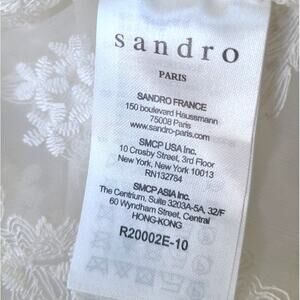 sandro
PARIS
SANDRO FRANCE
150 boulevard Haussmann
75008 Paris
www.sandro-paris.com
SMCP USA Inc.
10 Crosby Street, 3rd Floor
New York, New York 10013
RN132784
SMCP ASIA Inc.
The Centrium, Suite 3203A-5A, 32/F
60 Wyndham Street, Central
HONG-KONG
R20002E-10